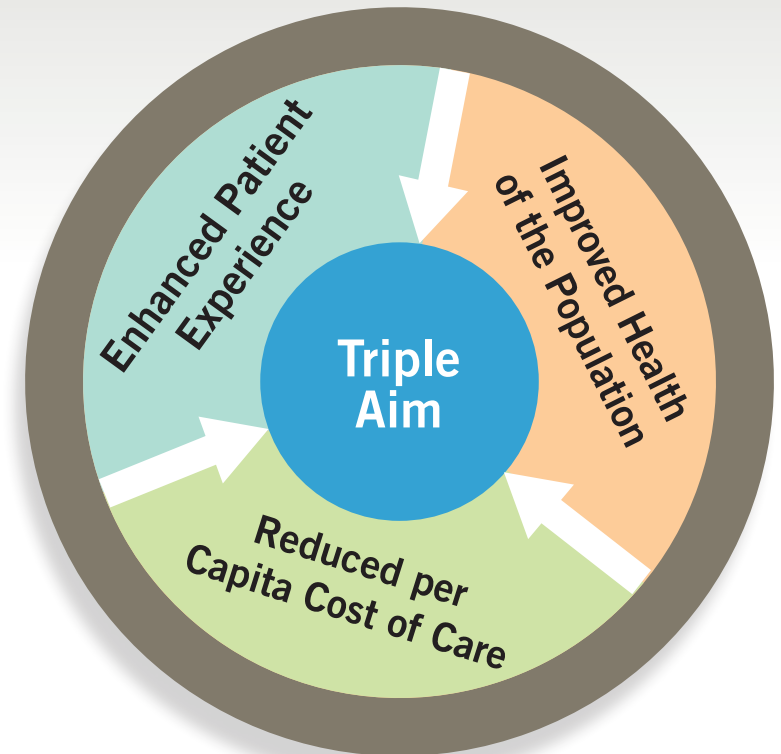 Enhanced Patient
Experience
Improved Health
of the Population
Triple
Aim
Reduced per
Capita Cost of Care